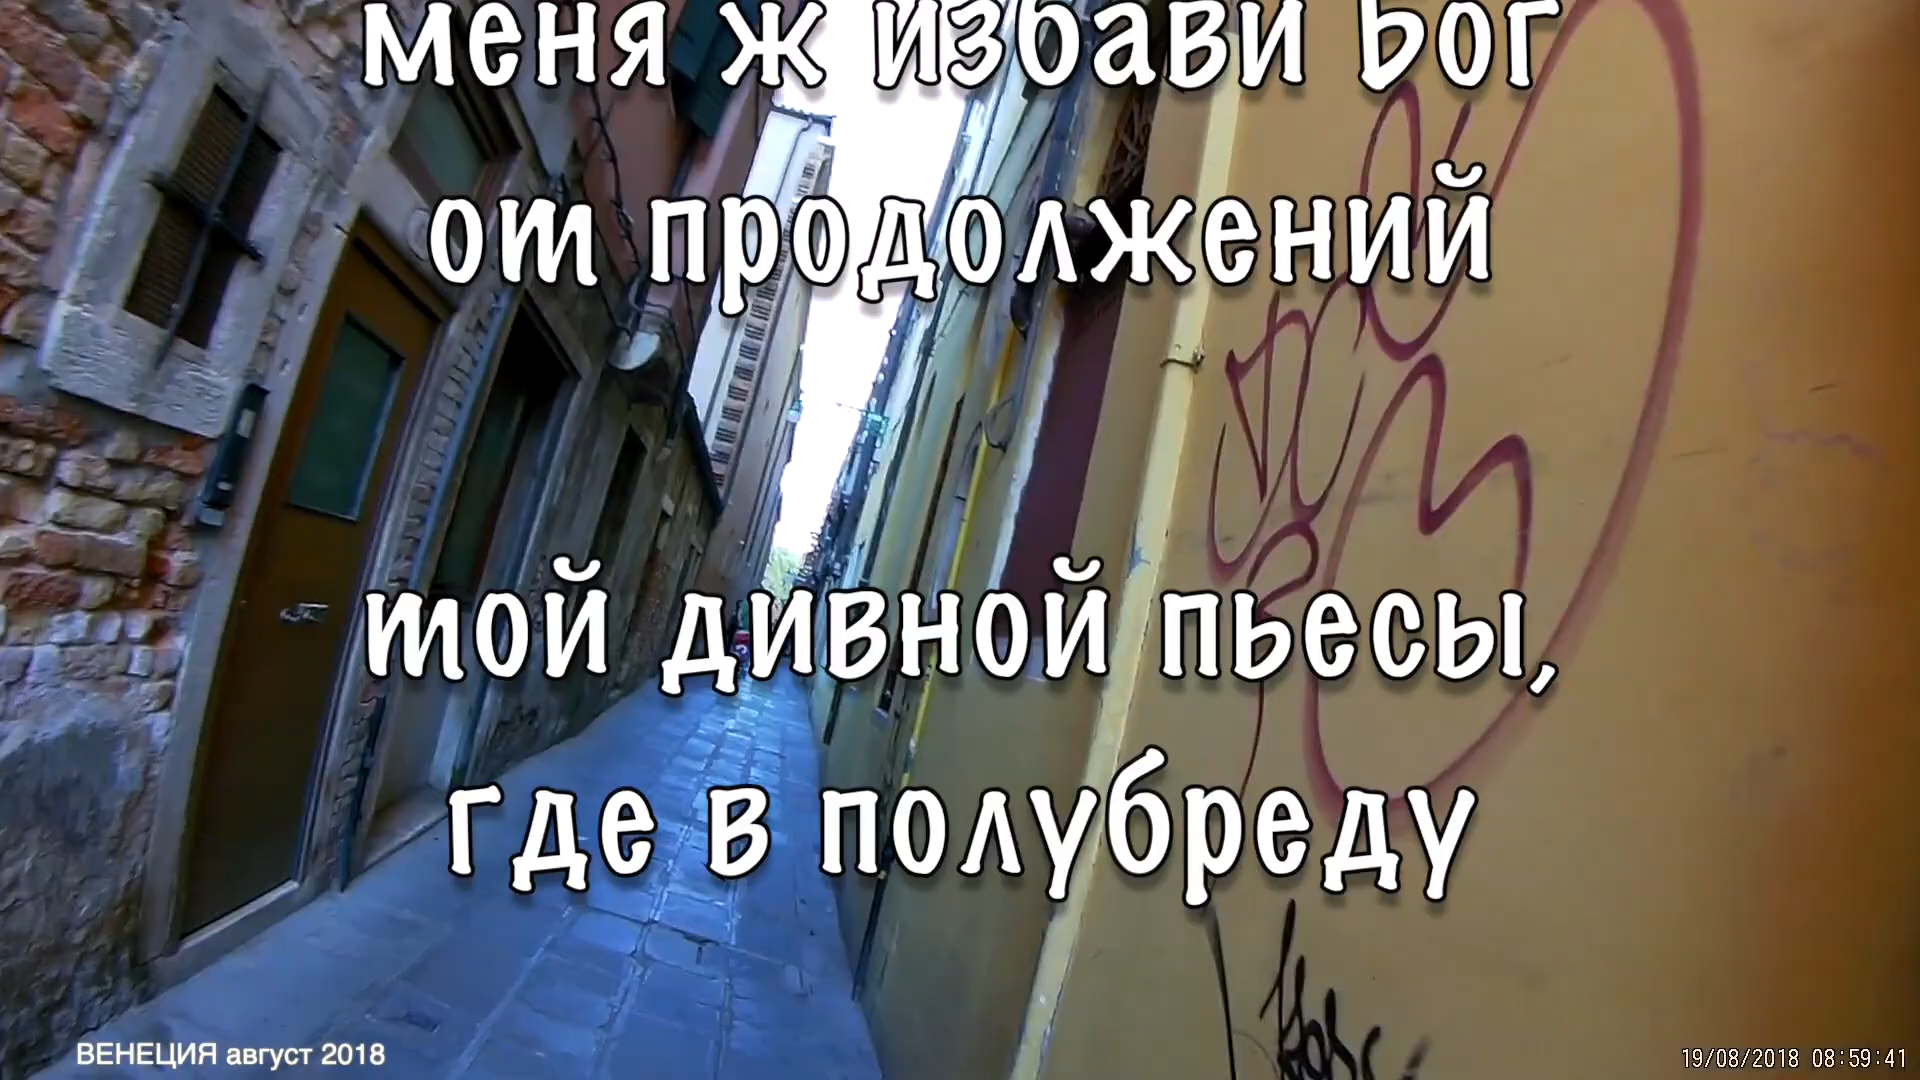 меня ж избави Бог
от продолжений
той дивной пьесы,
где в полубреду
ВЕНЕЦИЯ август 2018
19/08/2018 08:59:41